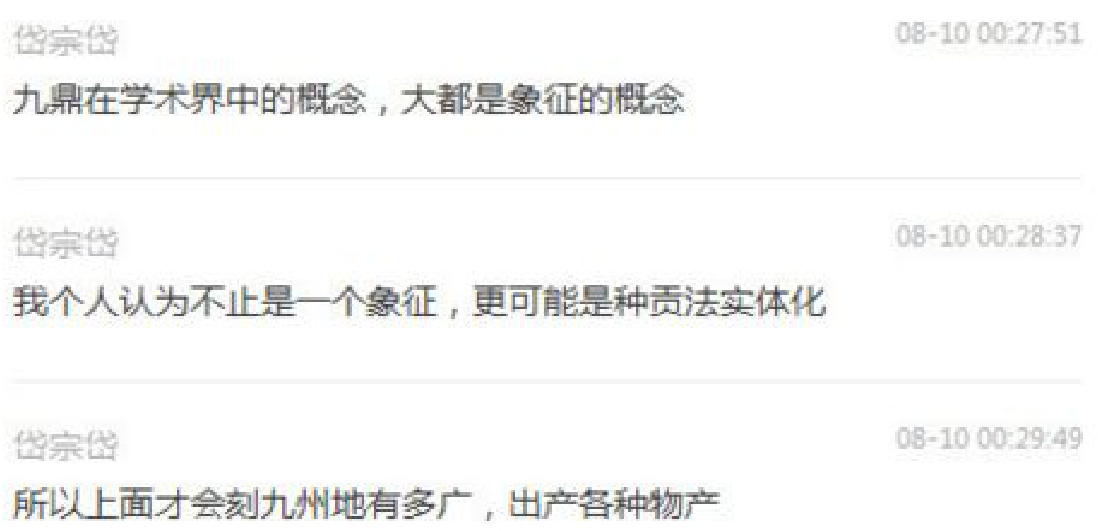 岱宗岱
08-10 00:27:51
九鼎在学术界中的概念，大都是象征的概念
岱宗岱
08-10 00:28:37
我个人认为不止是一个象征，更可能是种贡法实体化
岱宗岱
08-10 00:29:49
所以上面才会刻九州地有多广，出产各种物产